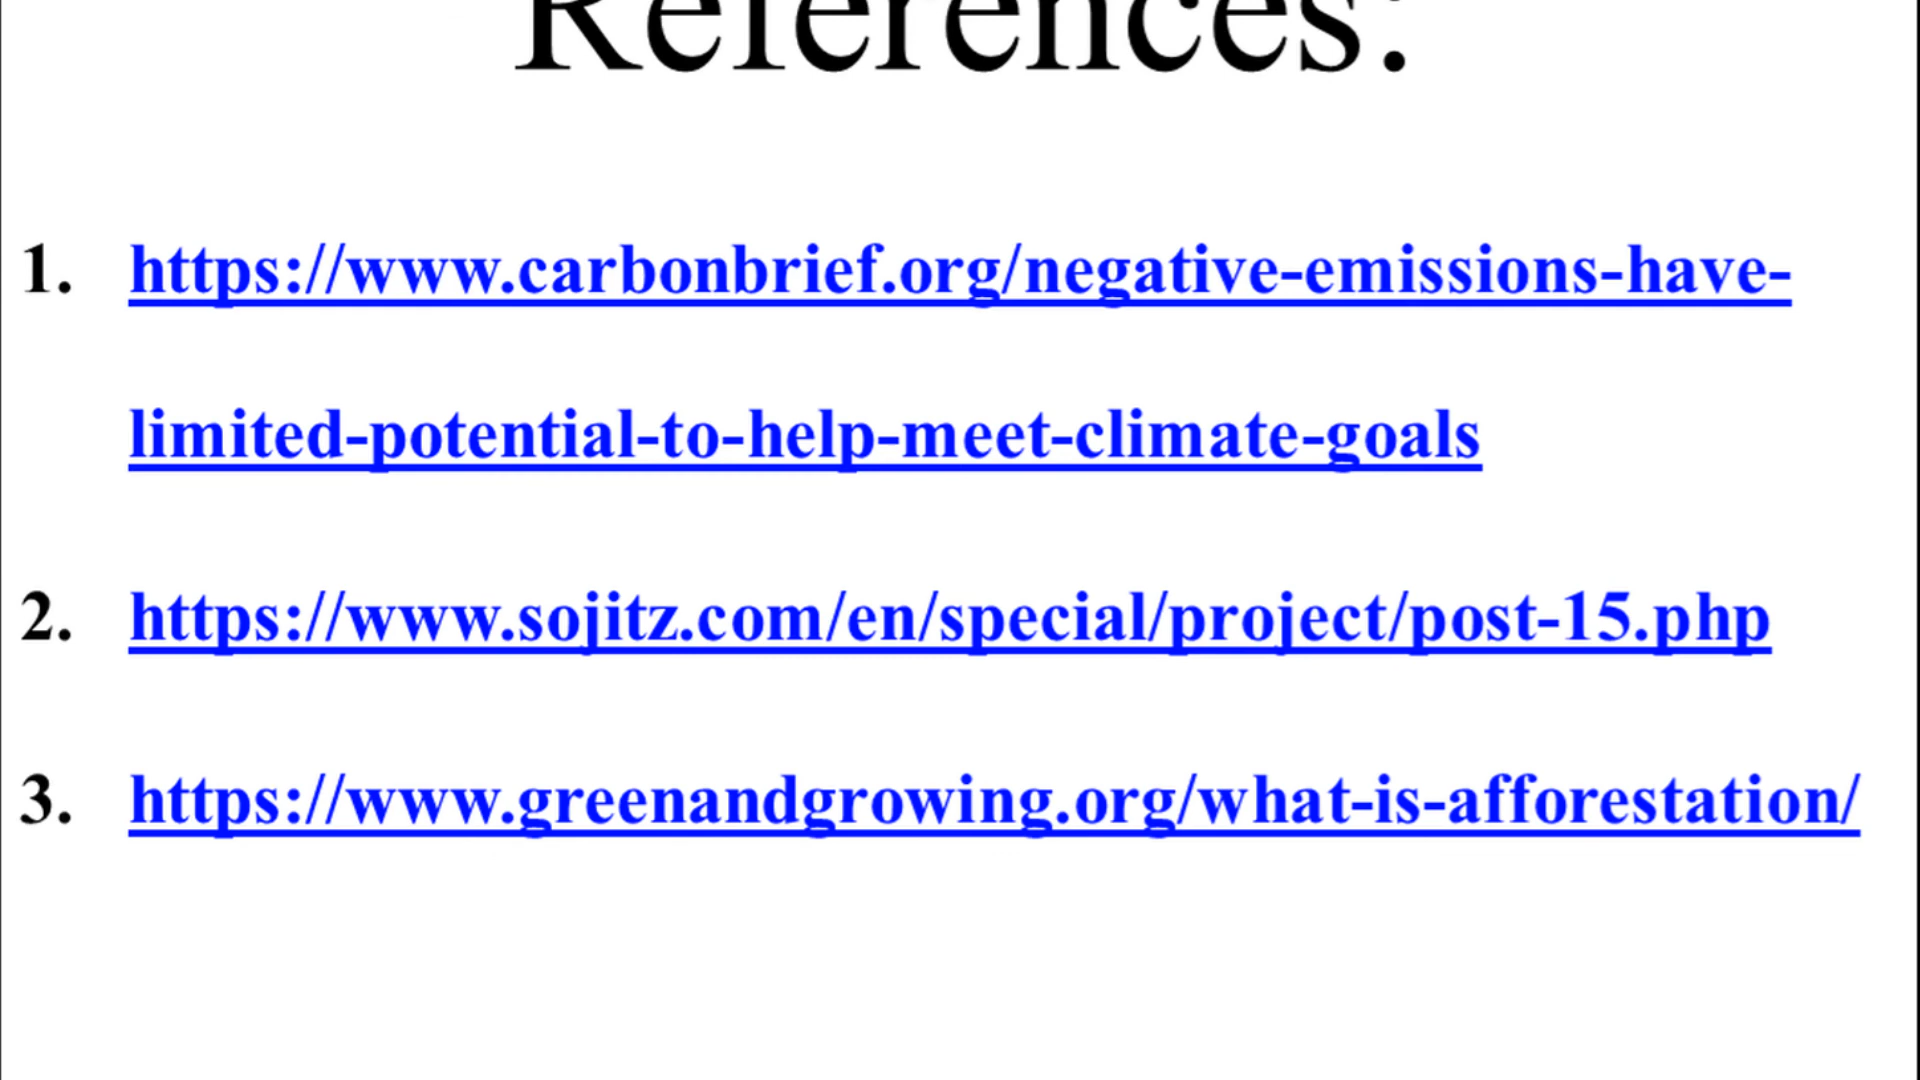 References:
1. https://www.carbonbrief.org/negative-emissions-have-
limited-potential-to-help-meet-climate-goals
2. https://www.sojitz.com/en/special/project/post-15.php
3. https://www.greenandgrowing.org/what-is-afforestation/